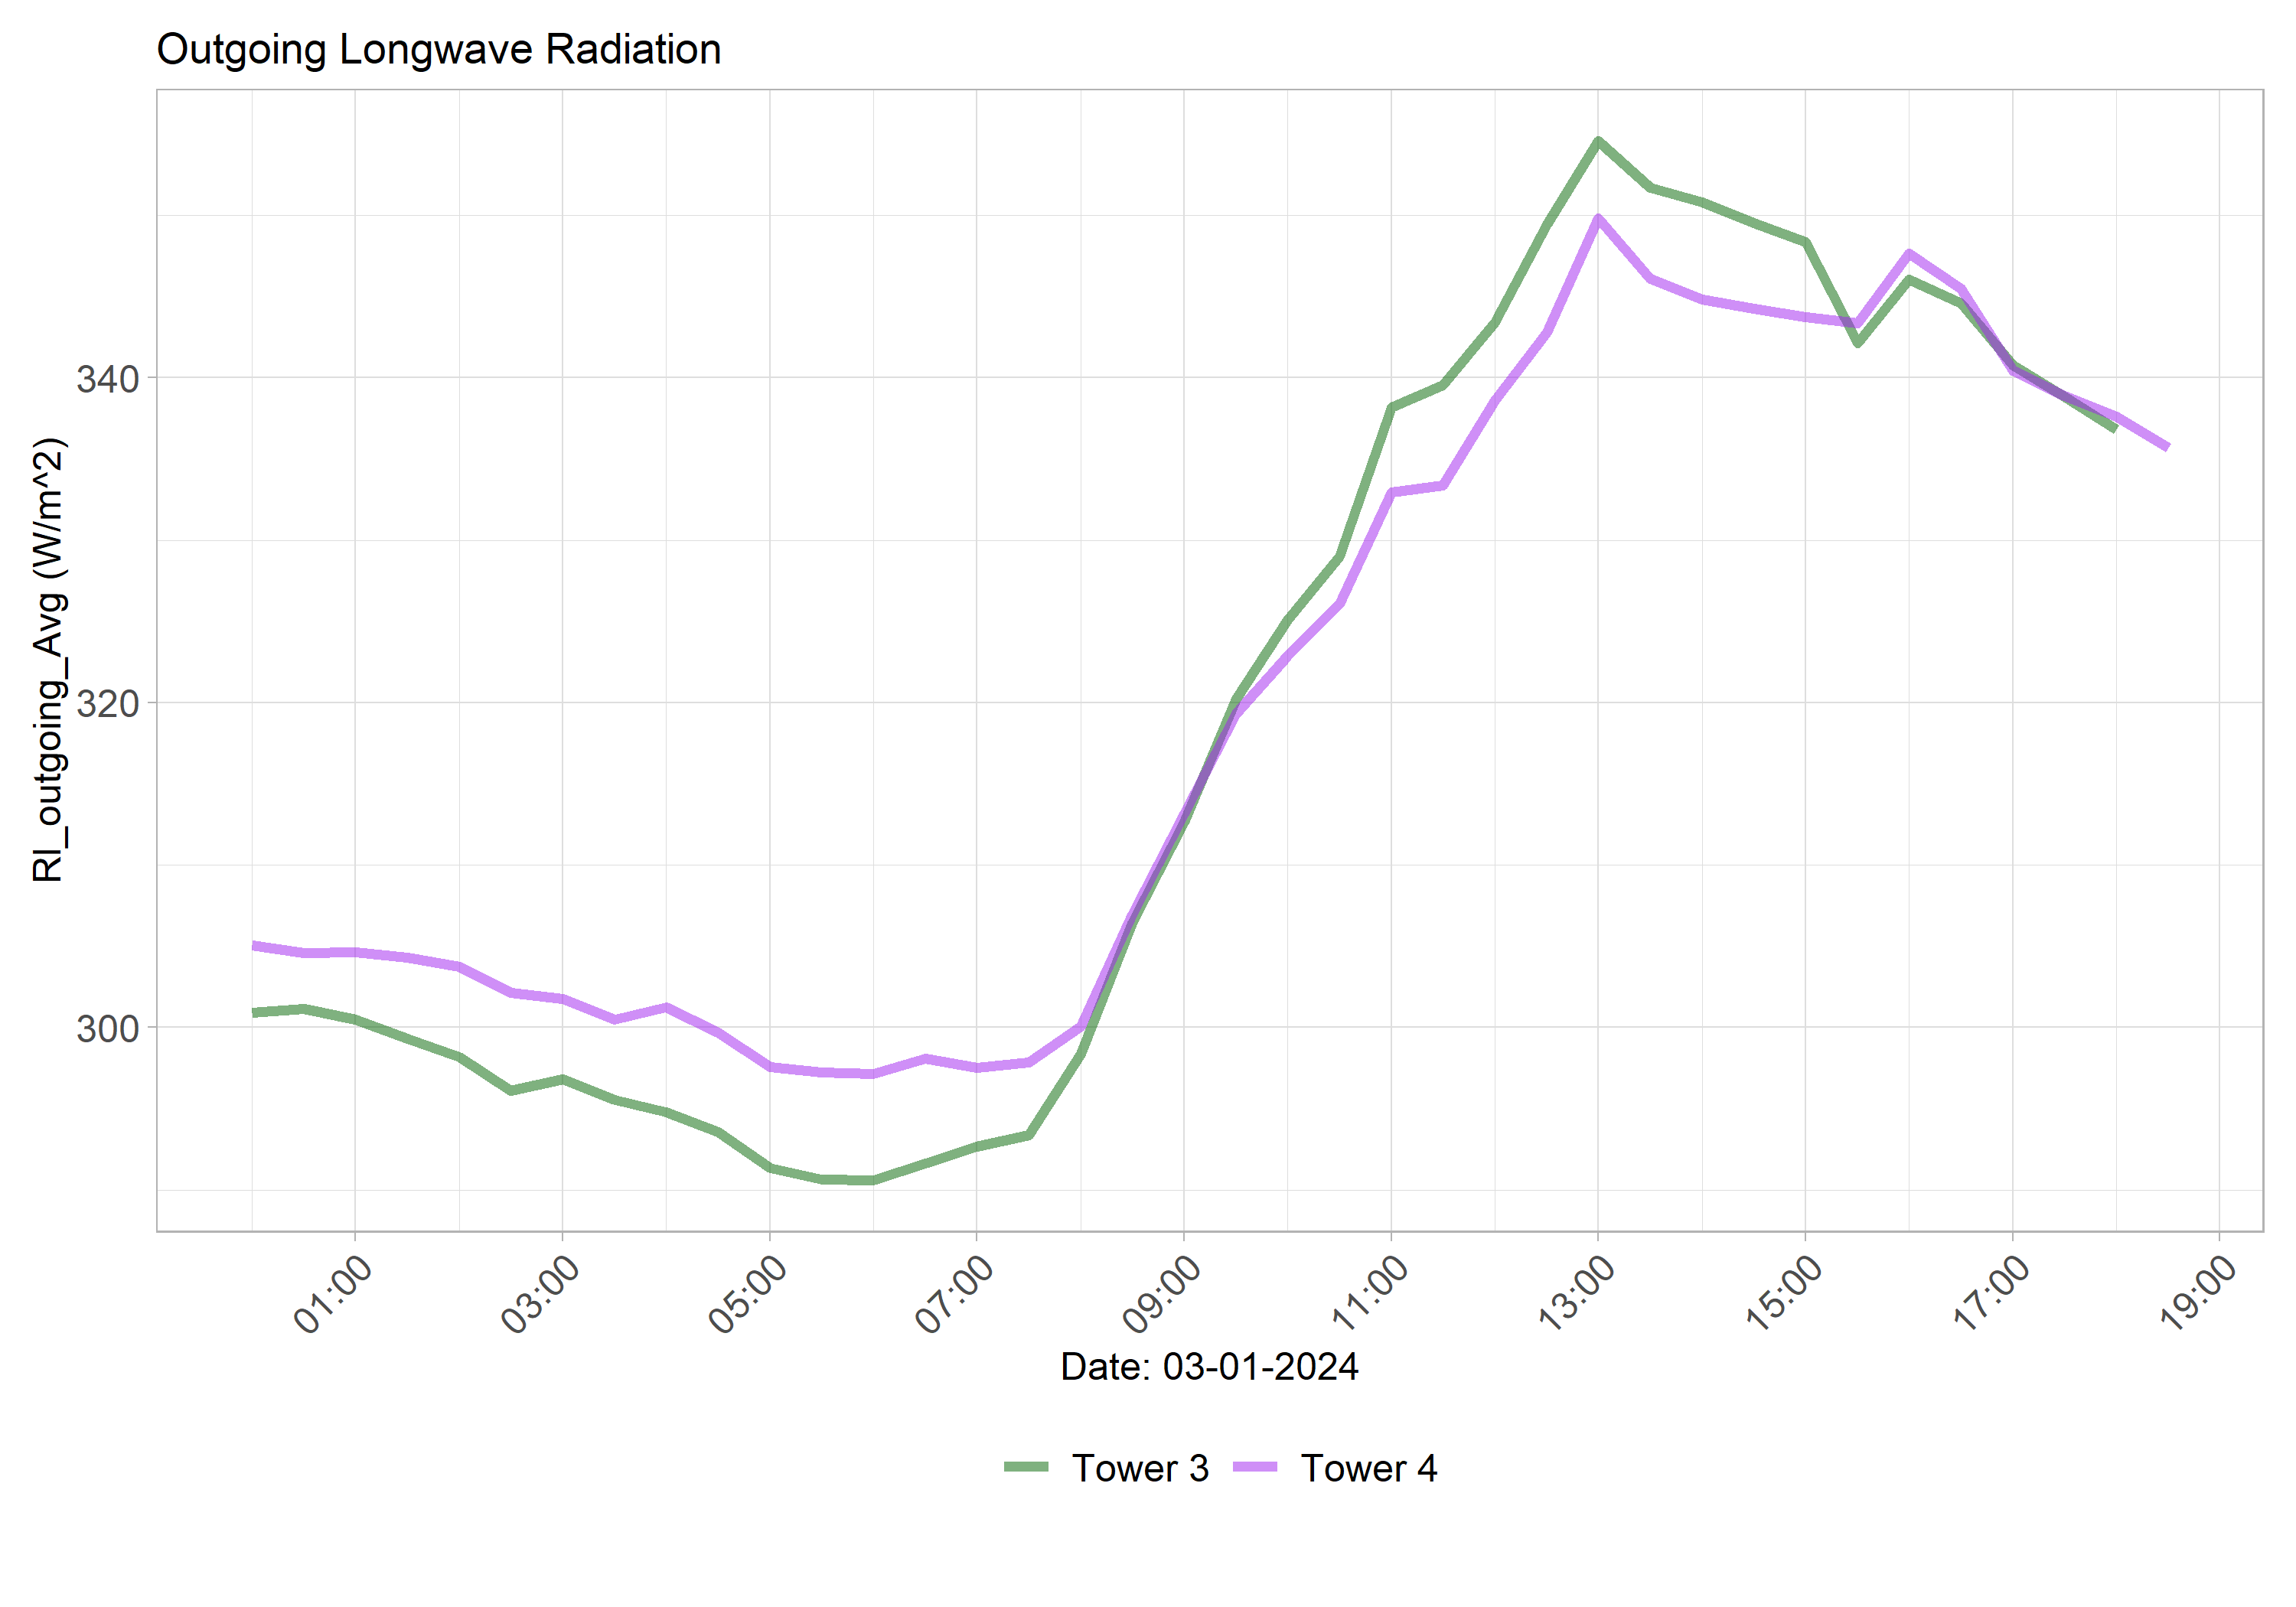 Outgoing Longwave Radiation
Rl_outgoing_Avg (W/m^2)
340
320
300
01:00 03:00 05:00 07:00 09:00 11:00 13:00 15:00 17:00 19:00
Date: 03-01-2024
Tower 3 Tower 4